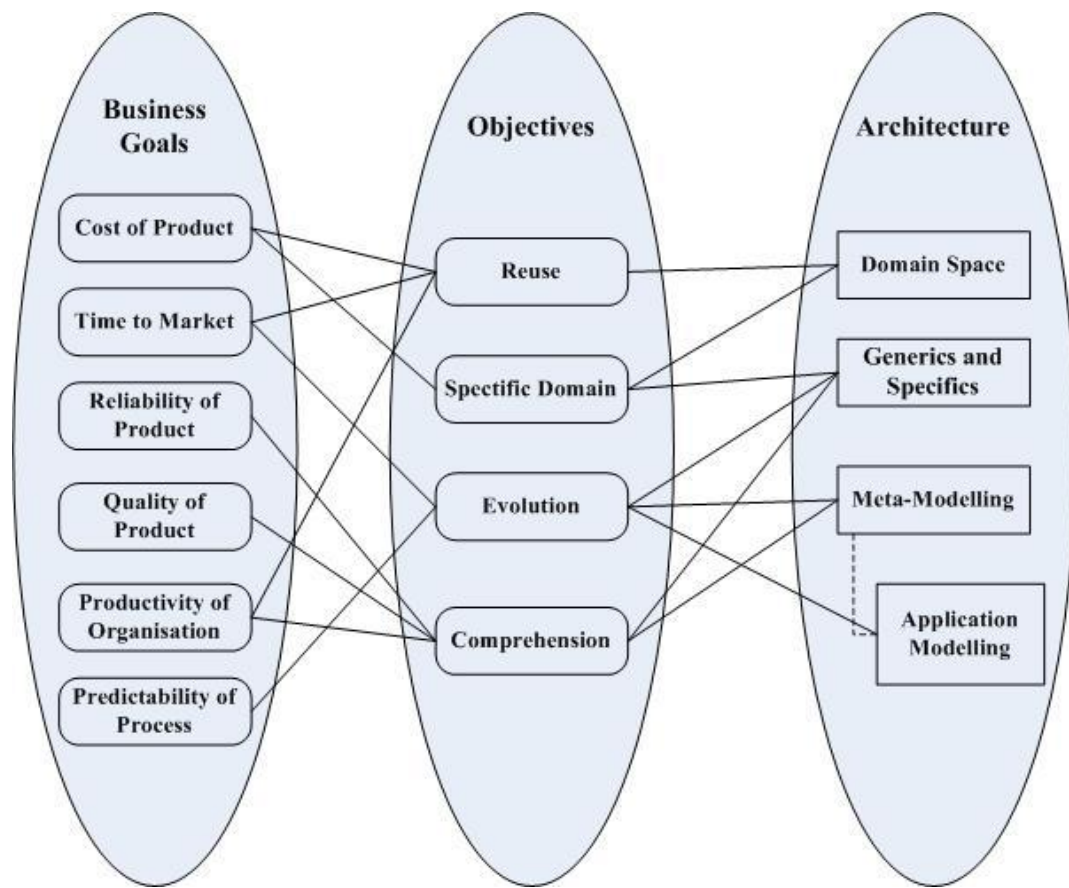 Business
Goals
Cost of Product
Time to Market
Reliability of
Product
Quality of
Product
Productivity of
Organisation
Predictability of
Process
Objectives
Reuse
Spectific Domain
Evolution
Comprehension
Architecture
Domain Space
Generics and
Specifics
Meta-Modelling
Application
Modelling